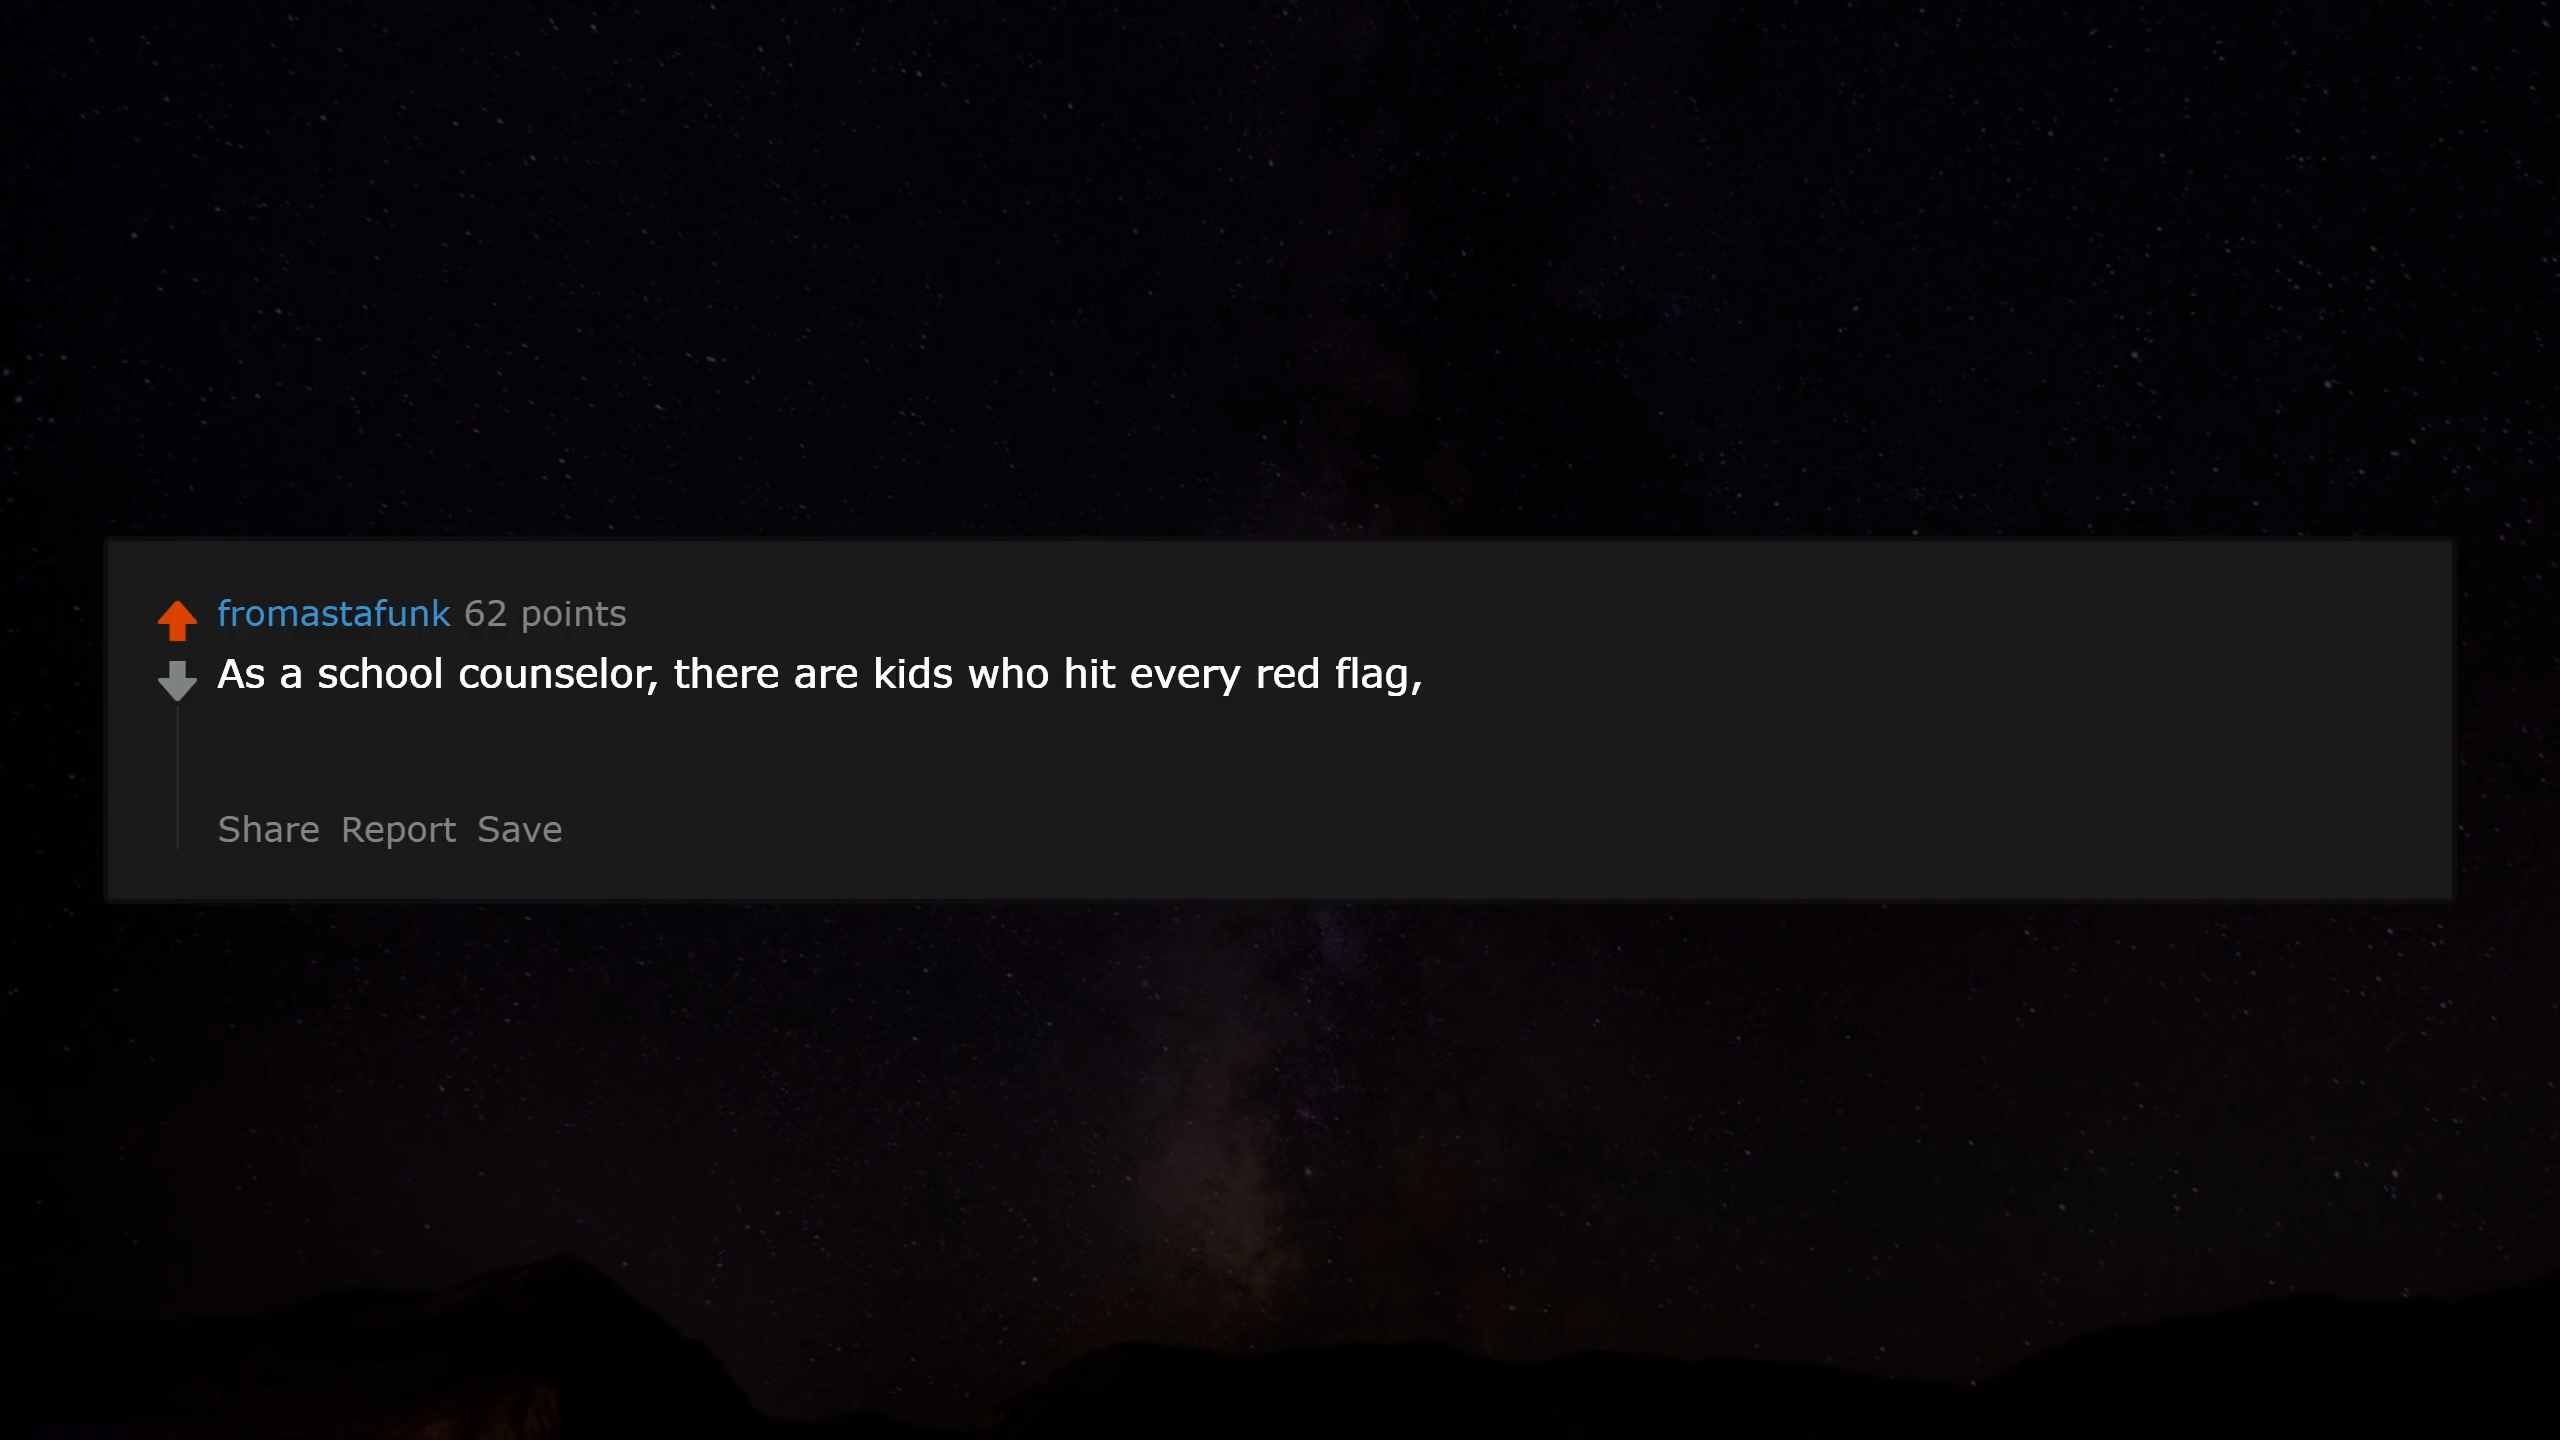 fromastafunk 62 points
As a school counselor, there are kids who hit every red flag,
Share Report Save